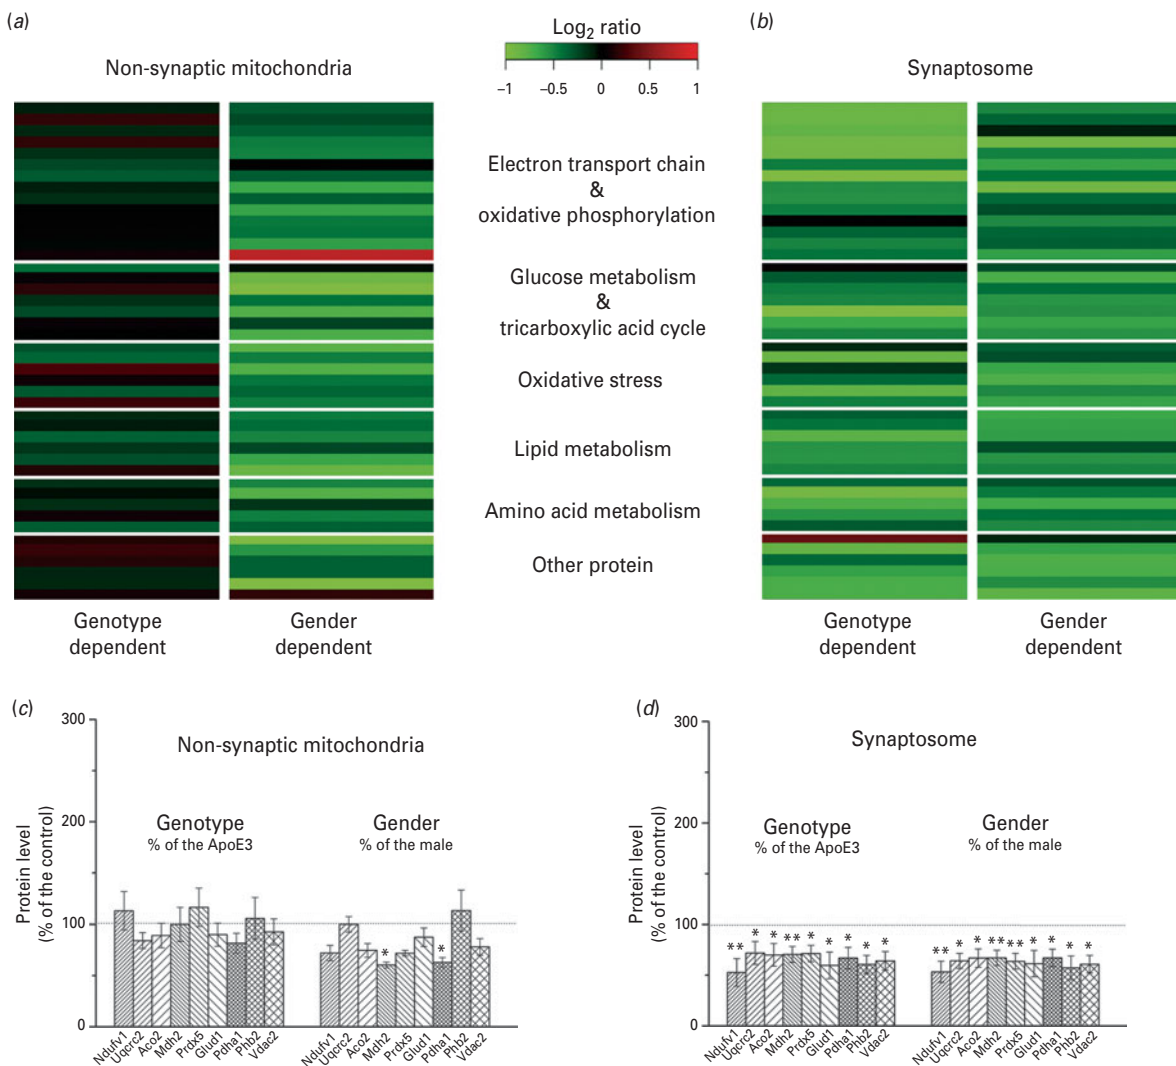 (a)
Log2 ratio
(b)
Non-synaptic mitochondria
−1 −0.5 0 0.5 1
Synaptosome
Electron transport chain
&
oxidative phosphorylation
Glucose metabolism
&
tricarboxylic acid cycle
Oxidative stress
Lipid metabolism
Amino acid metabolism
Other protein
Genotype
dependent
Gender
dependent
Genotype
dependent
Gender
dependent
(c)
Non-synaptic mitochondria
Protein level
(% of the control)
300
200
100
0
Genotype
% of the ApoE3
Gender
% of the male
* *
Ndufv1 Uqcrc2 Aco2 Mdh2 Prdx5 Glud1 Pdha1 Phb2 Vdac2
Ndufv1 Uqcrc2 Aco2 Mdh2 Prdx5 Glud1 Pdha1 Phb2 Vdac2
(d)
Synaptosome
Protein level
(% of the control)
300
200
100
0
Genotype
% of the ApoE3
Gender
% of the male
** * * ** * * * * *
** * * ** ** * * * *
Ndufv1 Uqcrc2 Aco2 Mdh2 Prdx5 Glud1 Pdha1 Phb2 Vdac2
Ndufv1 Uqcrc2 Aco2 Mdh2 Prdx5 Glud1 Pdha1 Phb2 Vdac2